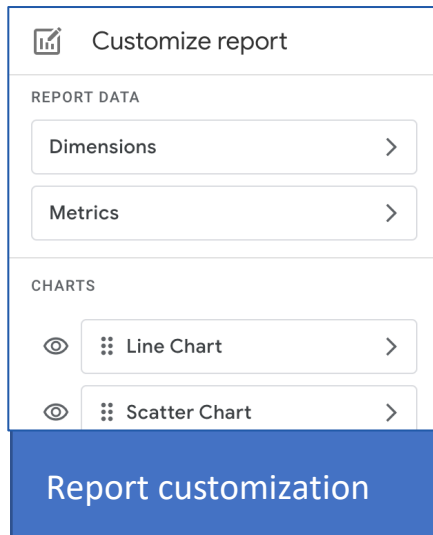 Customize report
REPORT DATA
Dimensions
Metrics
CHARTS
Line Chart
Scatter Chart
Report customization